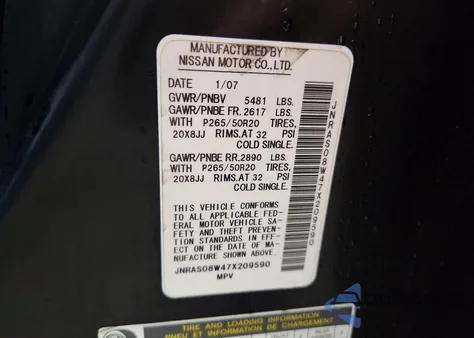 MANUFACTURED BY
NISSAN MOTOR CO., LTD.
DATE 1/07
GVWR/PNBV 5481 LBS.
GAWR/PNBE FR. 2617 LBS.
WITH P265/50R20 TIRES,
20X8JJ RIMS. AT 32 PSI
COLD SINGLE.
GAWR/PNBE RR. 2890 LBS.
WITH P265/50R20 TIRES,
20X8JJ RIMS. AT 32 PSI
COLD SINGLE.
THIS VEHICLE CONFORMS
TO ALL APPLICABLE FED-
ERAL MOTOR VEHICLE SAF-
ETY AND THEFT PREVEN-
TION STANDARDS IN EFF-
ECT ON THE DATE OF MA-
NUFACTURE SHOWN ABOVE.
JNRAS08W47X209590
MPV
JNRAS08W47X209590
TIRE AND LOADING INFORMATION